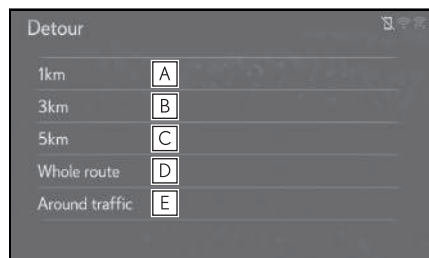 Detour
1km A
3km B
5km C
Whole route D
Around traffic E